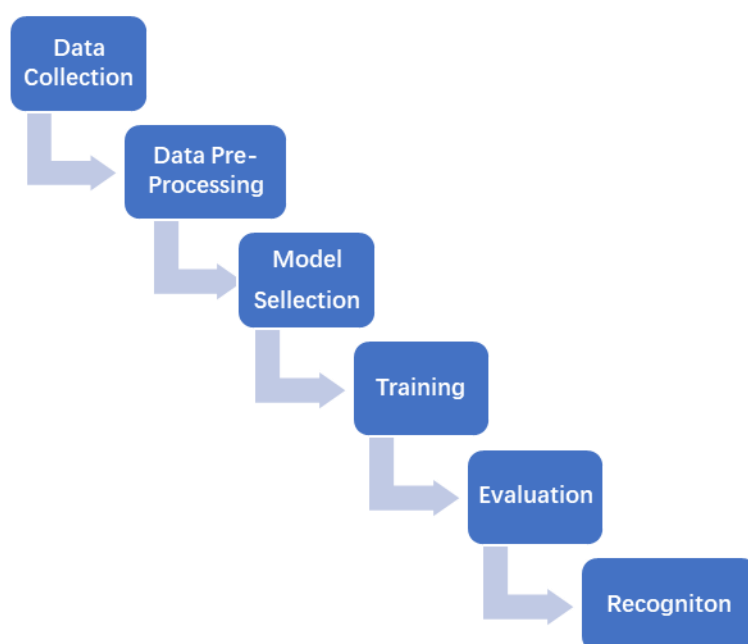 Data
Collection
Data Pre-
Processing
Model
Sellection
Training
Evaluation
Recogniton